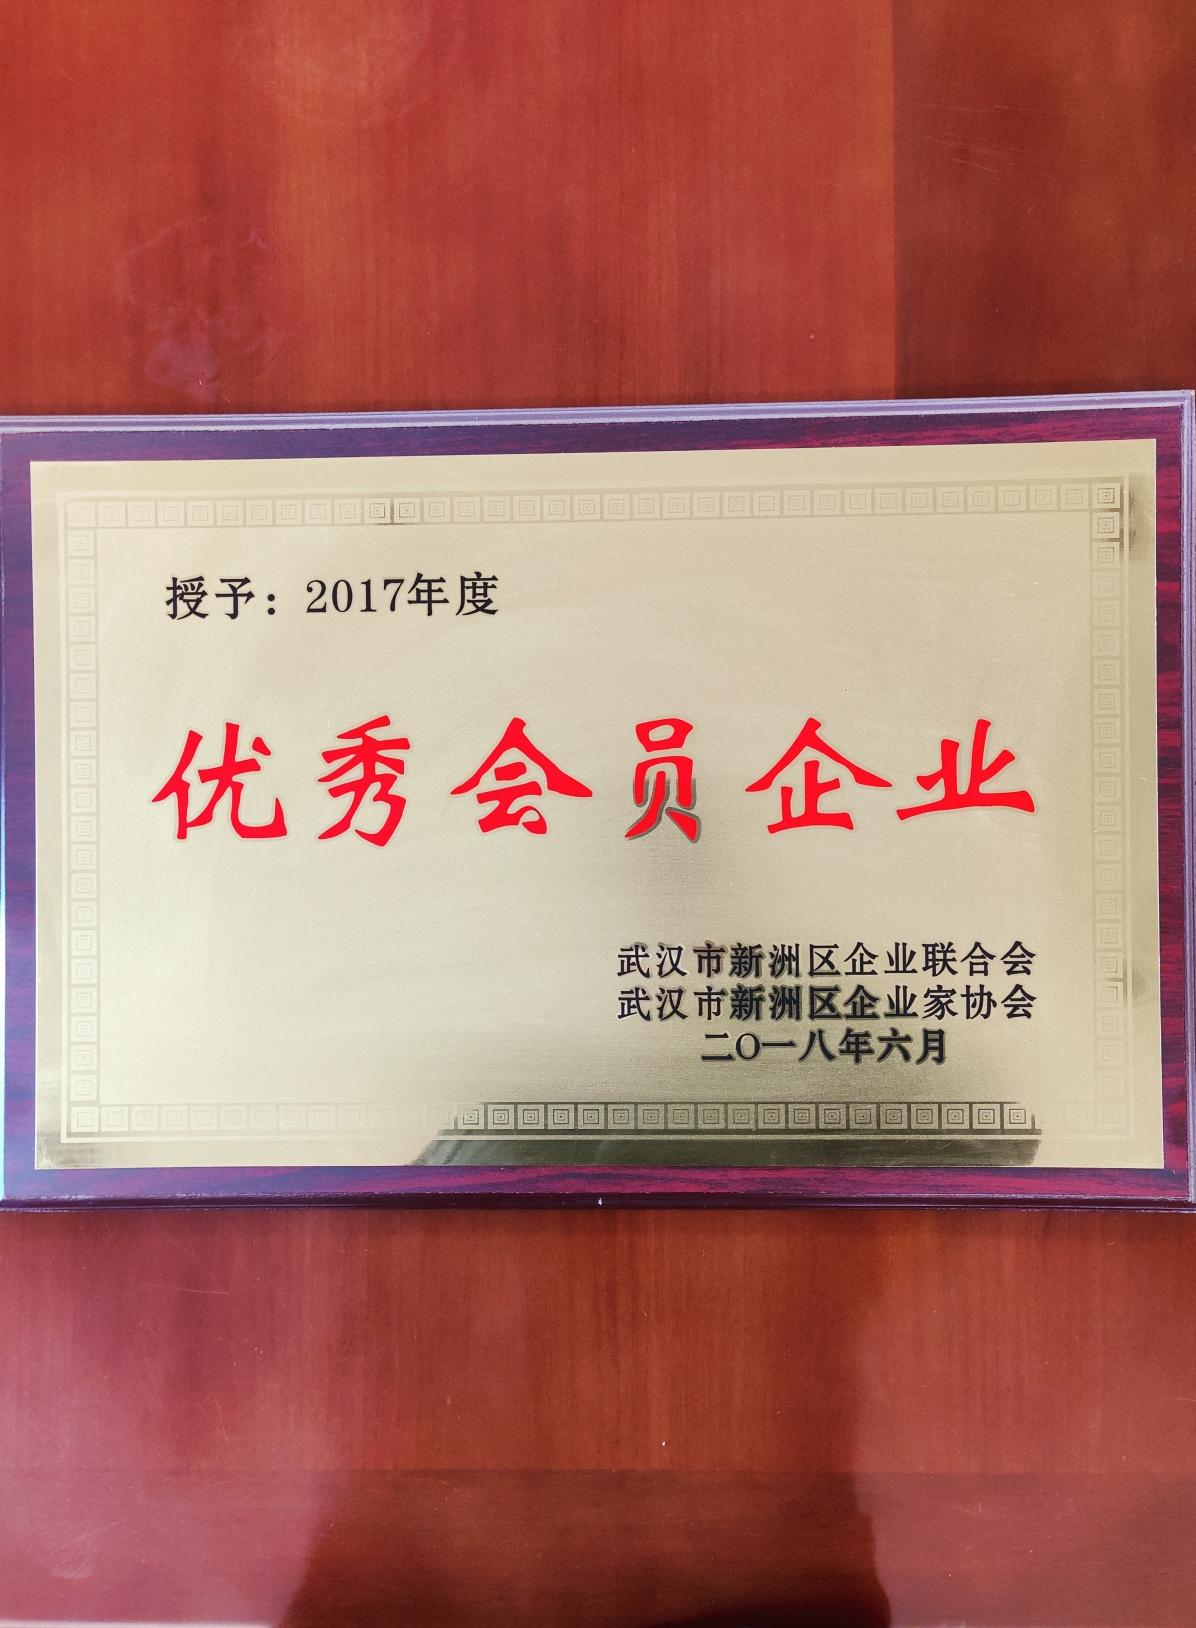 授予：2017年度
优秀会员企业
武汉市新洲区企业联合会
武汉市新洲区企业家协会
二O一八年六月